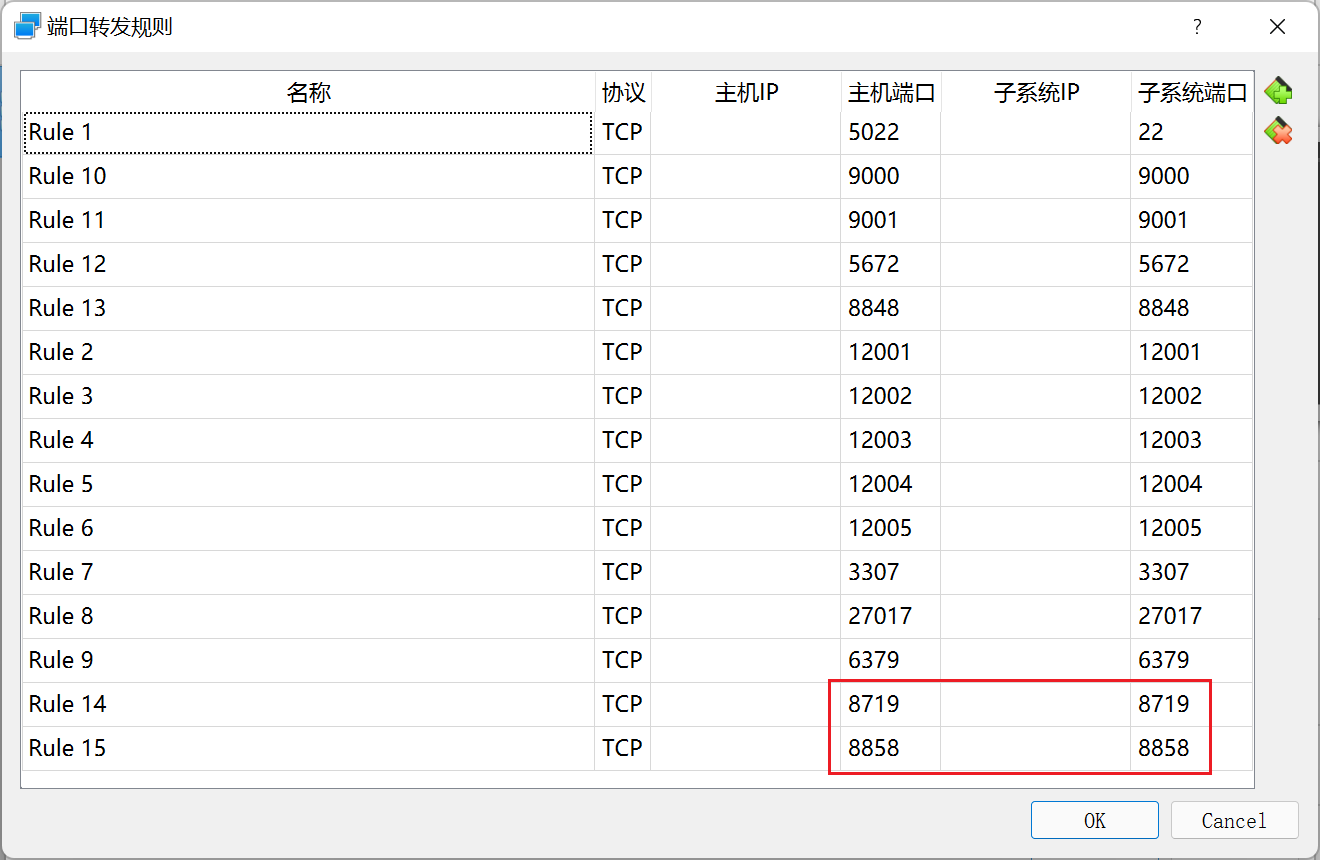 端口转发规则 ?
名称 协议 主机IP 主机端口 子系统IP 子系统端口
Rule 1 TCP 5022 22
Rule 10 TCP 9000 9000
Rule 11 TCP 9001 9001
Rule 12 TCP 5672 5672
Rule 13 TCP 8848 8848
Rule 2 TCP 12001 12001
Rule 3 TCP 12002 12002
Rule 4 TCP 12003 12003
Rule 5 TCP 12004 12004
Rule 6 TCP 12005 12005
Rule 7 TCP 3307 3307
Rule 8 TCP 27017 27017
Rule 9 TCP 6379 6379
Rule 14 TCP 8719 8719
Rule 15 TCP 8858 8858
OK Cancel